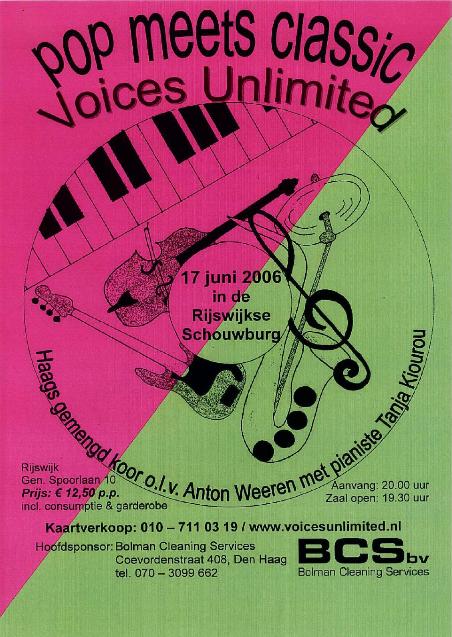 pop meets classic
Voices Unlimited
17 juni 2006
in de
Rijswijkse
Schouwburg
Haags gemengd koor o.l.v. Anton Weeren met pianiste Tanja Kiourou
Rijswijk
Gen. Spoorlaan 10
Prijs: € 12,50 p.p.
incl. consumptie & garderobe
Aanvang: 20.00 uur
Zaal open: 19.30 uur
Kaartverkoop: 010 – 711 03 19 / www.voicesunlimited.nl
Hoofdsponsor: Bolman Cleaning Services
Coevordenstraat 408, Den Haag
tel. 070 – 3099 662
BCS bv
Bolman Cleaning Services